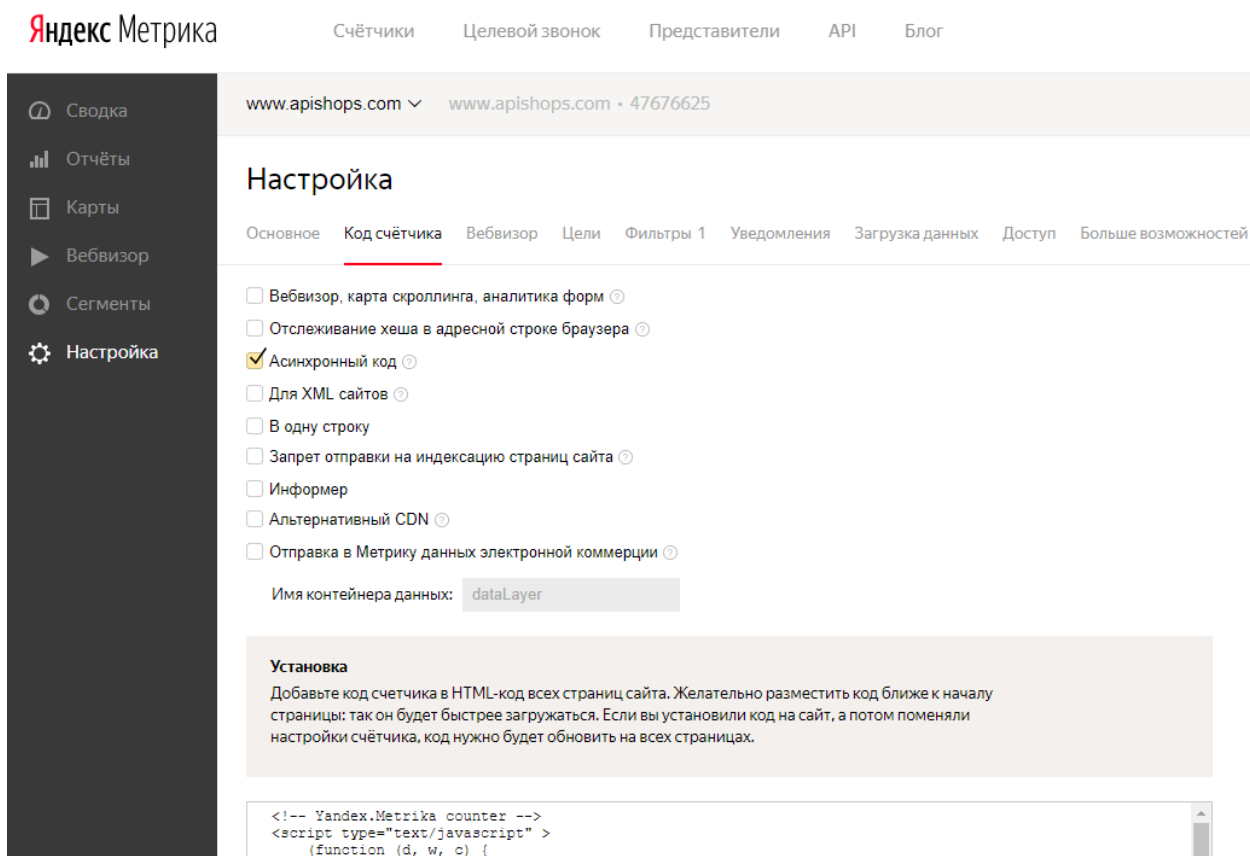 Яндекс Метрика
Счётчики Целевой звонок Представители API Блог
Сводка
Отчёты
Карты
Вебвизор
Сегменты
Настройка
www.apishops.com www.apishops.com • 47676625
Настройка
Основное Код счётчика Вебвизор Цели Фильтры 1 Уведомления Загрузка данных Доступ Больше возможностей
Вебвизор, карта скроллинга, аналитика форм ?
Отслеживание хеша в адресной строке браузера ?
Асинхронный код ?
Для XML сайтов ?
В одну строку
Запрет отправки на индексацию страниц сайта ?
Информер
Альтернативный CDN ?
Отправка в Метрику данных электронной коммерции ?
Имя контейнера данных: dataLayer
Установка
Добавьте код счетчика в HTML-код всех страниц сайта. Желательно разместить код ближе к началу
страницы: так он будет быстрее загружаться. Если вы установили код на сайт, а потом поменяли
настройки счётчика, код нужно будет обновить на всех страницах.
<!-- Yandex.Metrika counter -->
<script type="text/javascript" >
(function (d, w, c) {